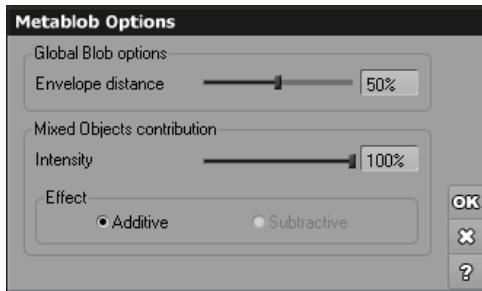 Metablob Options
Global Blob options
Envelope distance 50%
Mixed Objects contribution
Intensity 100%
Effect
Additive Subtractive
OK
?